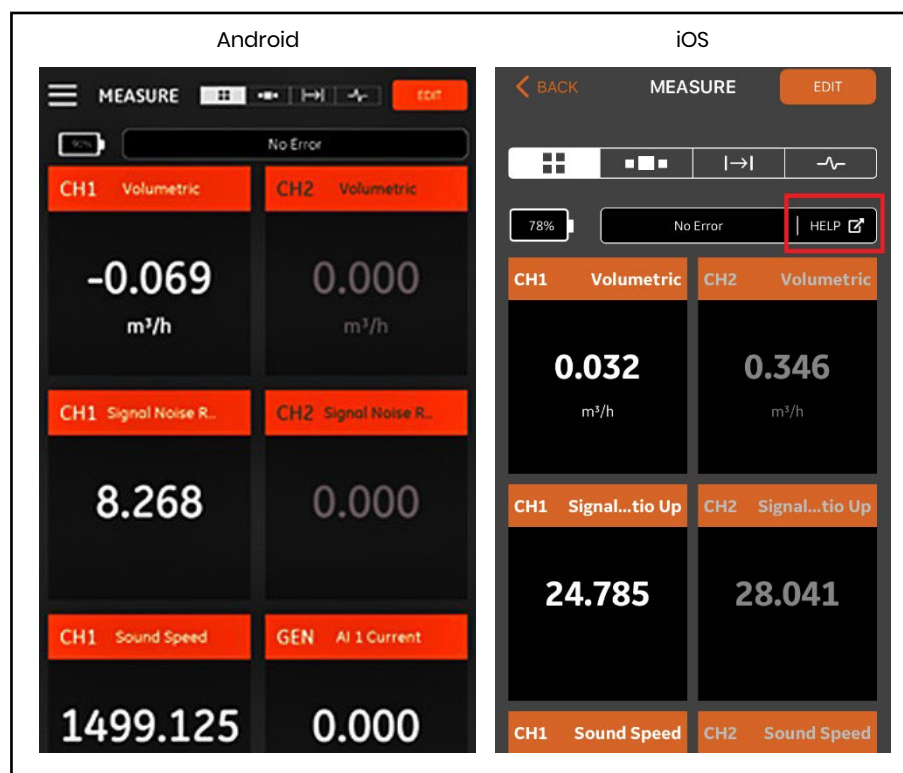 Android
MEASURE EDIT
90% No Error
CH1 Volumetric CH2 Volumetric
-0.069 0.000
m³/h m³/h
CH1 Signal Noise R.. CH2 Signal Noise R..
8.268 0.000
CH1 Sound Speed GEN AI 1 Current
1499.125 0.000
iOS
BACK MEASURE EDIT
78% No Error | HELP
CH1 Volumetric CH2 Volumetric
0.032 0.346
m³/h m³/h
CH1 Signal...tio Up CH2 Signal...tio Up
24.785 28.041
CH1 Sound Speed CH2 Sound Speed